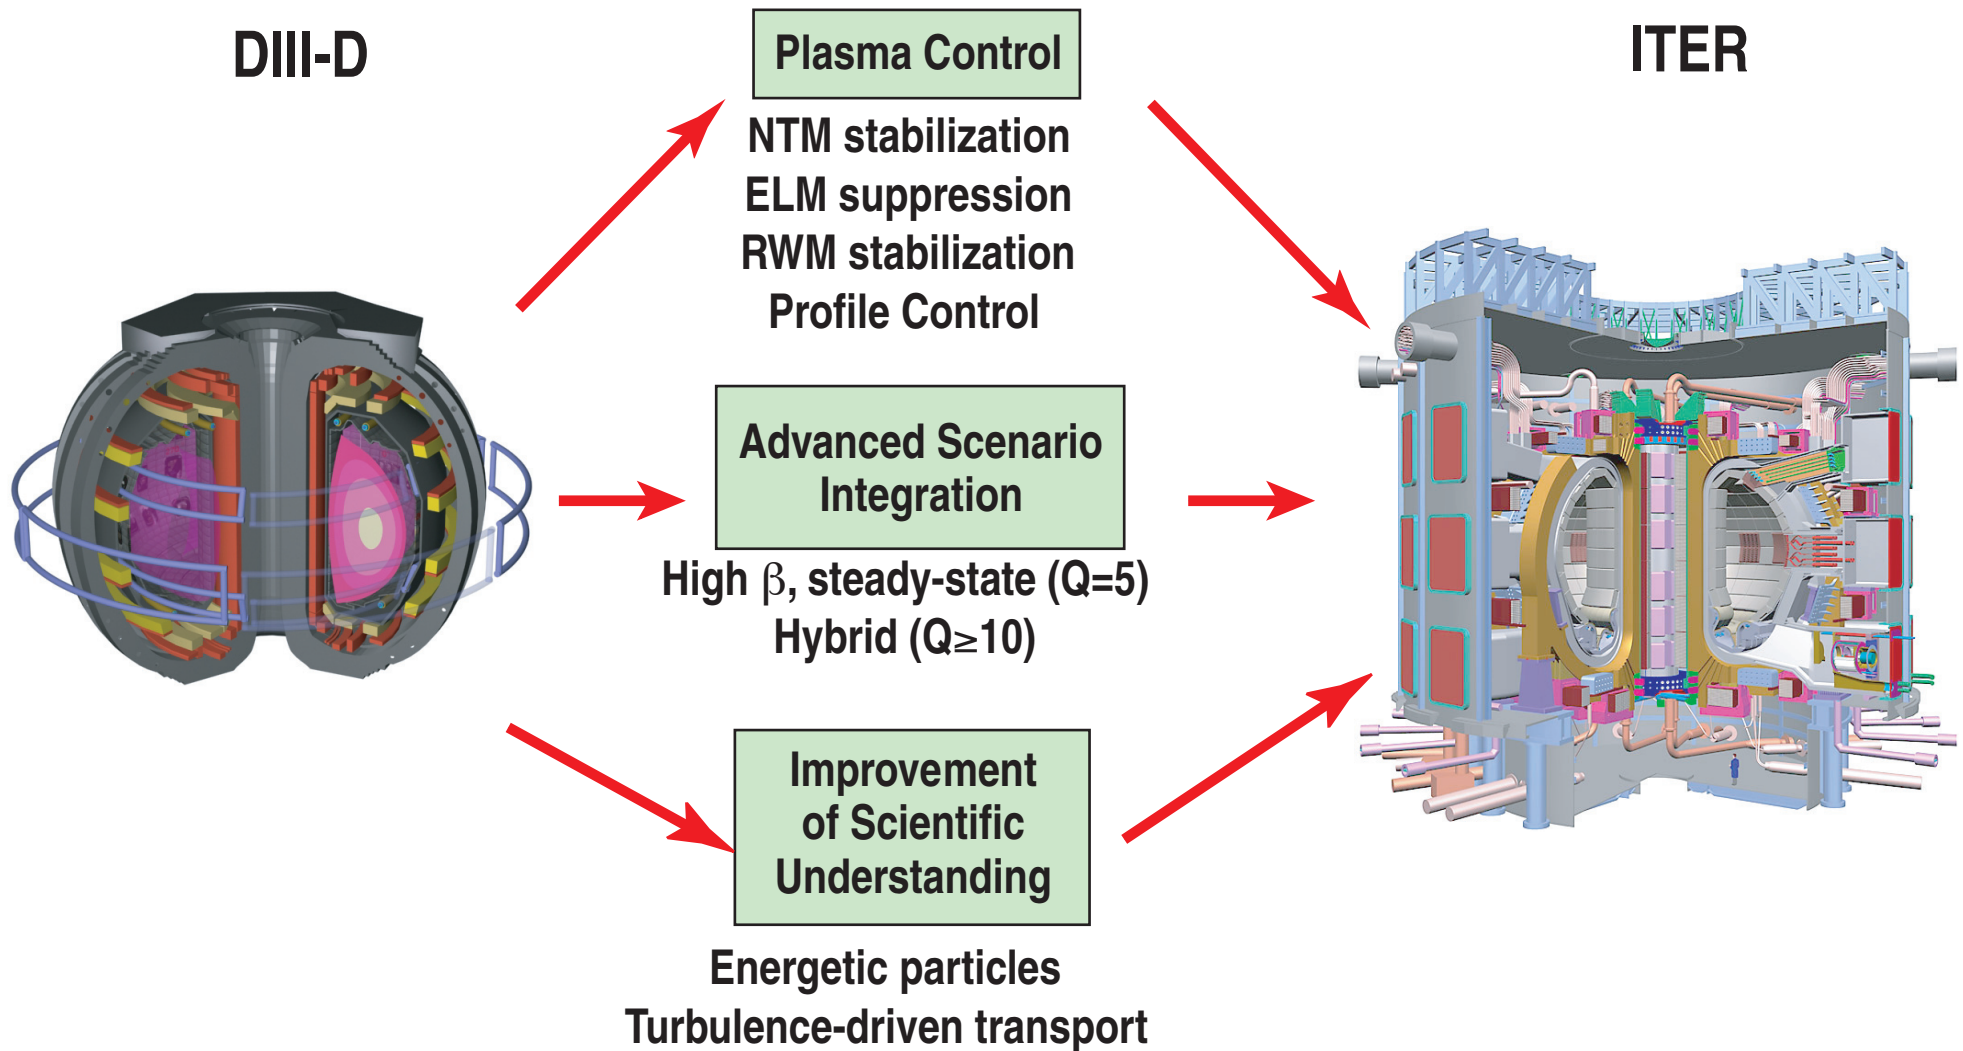 DIII-D
Plasma Control
NTM stabilization
ELM suppression
RWM stabilization
Profile Control
Advanced Scenario
Integration
High β, steady-state (Q=5)
Hybrid (Q≥10)
Improvement
of Scientific
Understanding
Energetic particles
Turbulence-driven transport
ITER